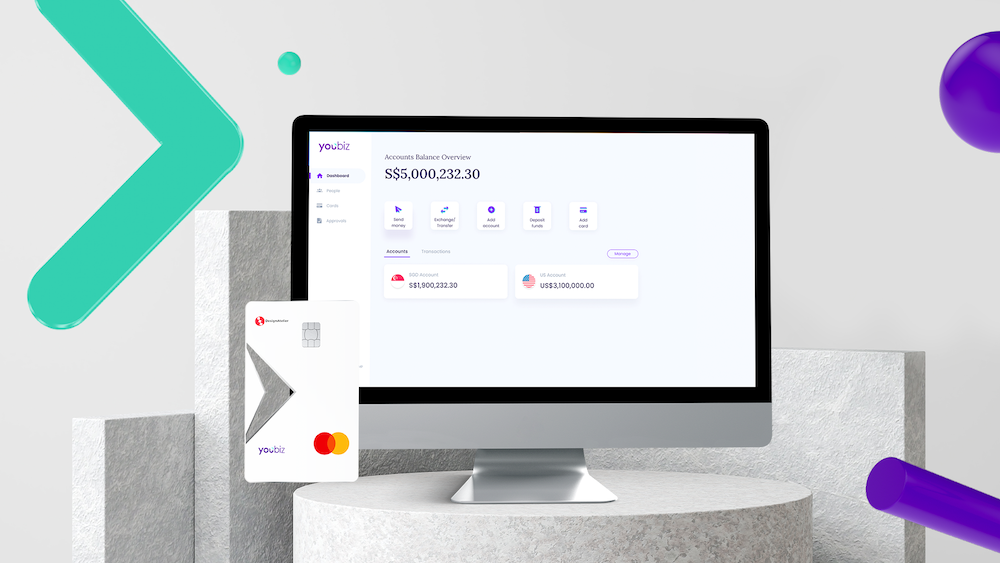 youbiz
Dashboard
People
Cards
Approvals
Accounts Balance Overview
S$5,000,232.30
Send
money
Exchange/
Transfer
Add
account
Deposit
funds
Add
card
Accounts
Transactions
Manage
SGD Account
S$1,900,232.30
US Account
US$3,100,000.00
youbiz